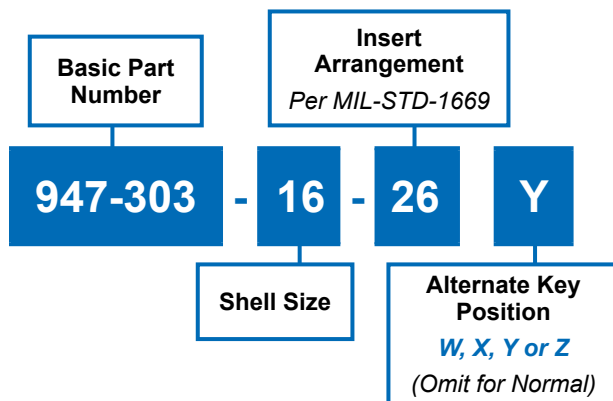 Basic Part
Number
Insert
Arrangement
Per MIL-STD-1669
947-303 - 16 - 26 Y
Shell Size
Alternate Key
Position
W, X, Y or Z
(Omit for Normal)